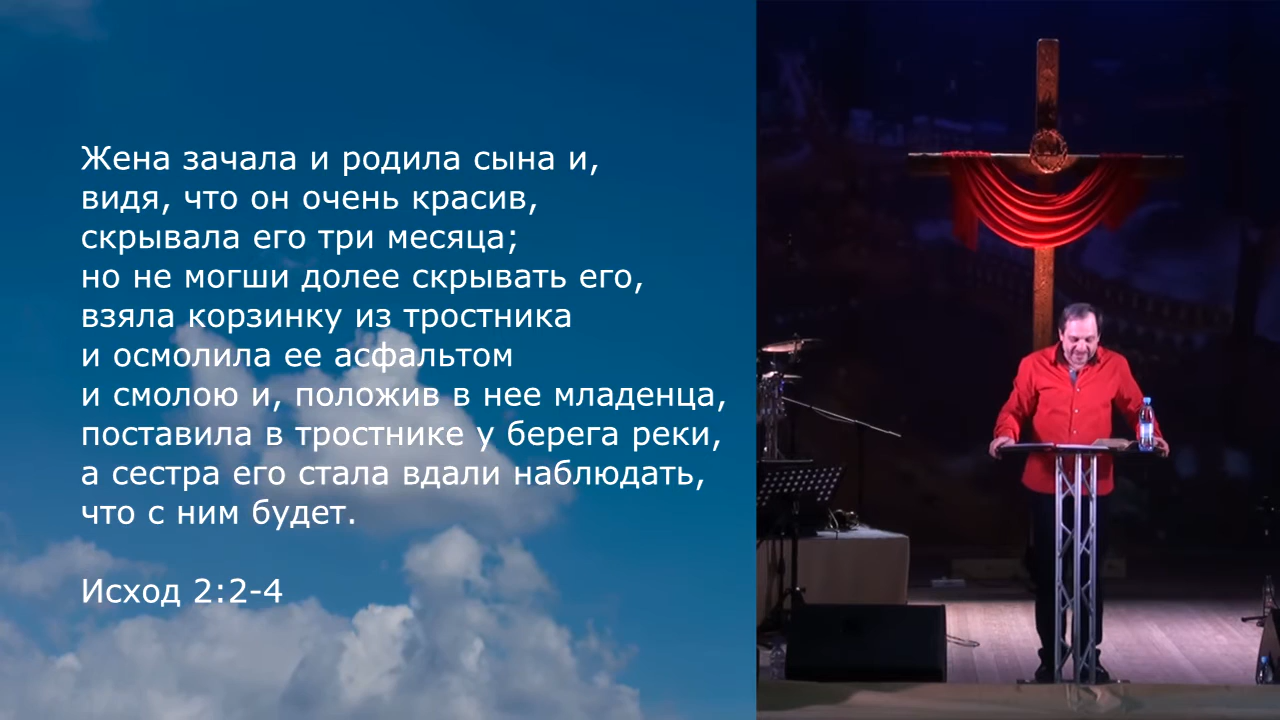 Жена зачала и родила сына и,
видя, что он очень красив,
скрывала его три месяца;
но не могши долее скрывать его,
взяла корзинку из тростника
и осмолила ее асфальтом
и смолою и, положив в нее младенца,
поставила в тростнике у берега реки,
а сестра его стала вдали наблюдать,
что с ним будет.
Исход 2:2-4